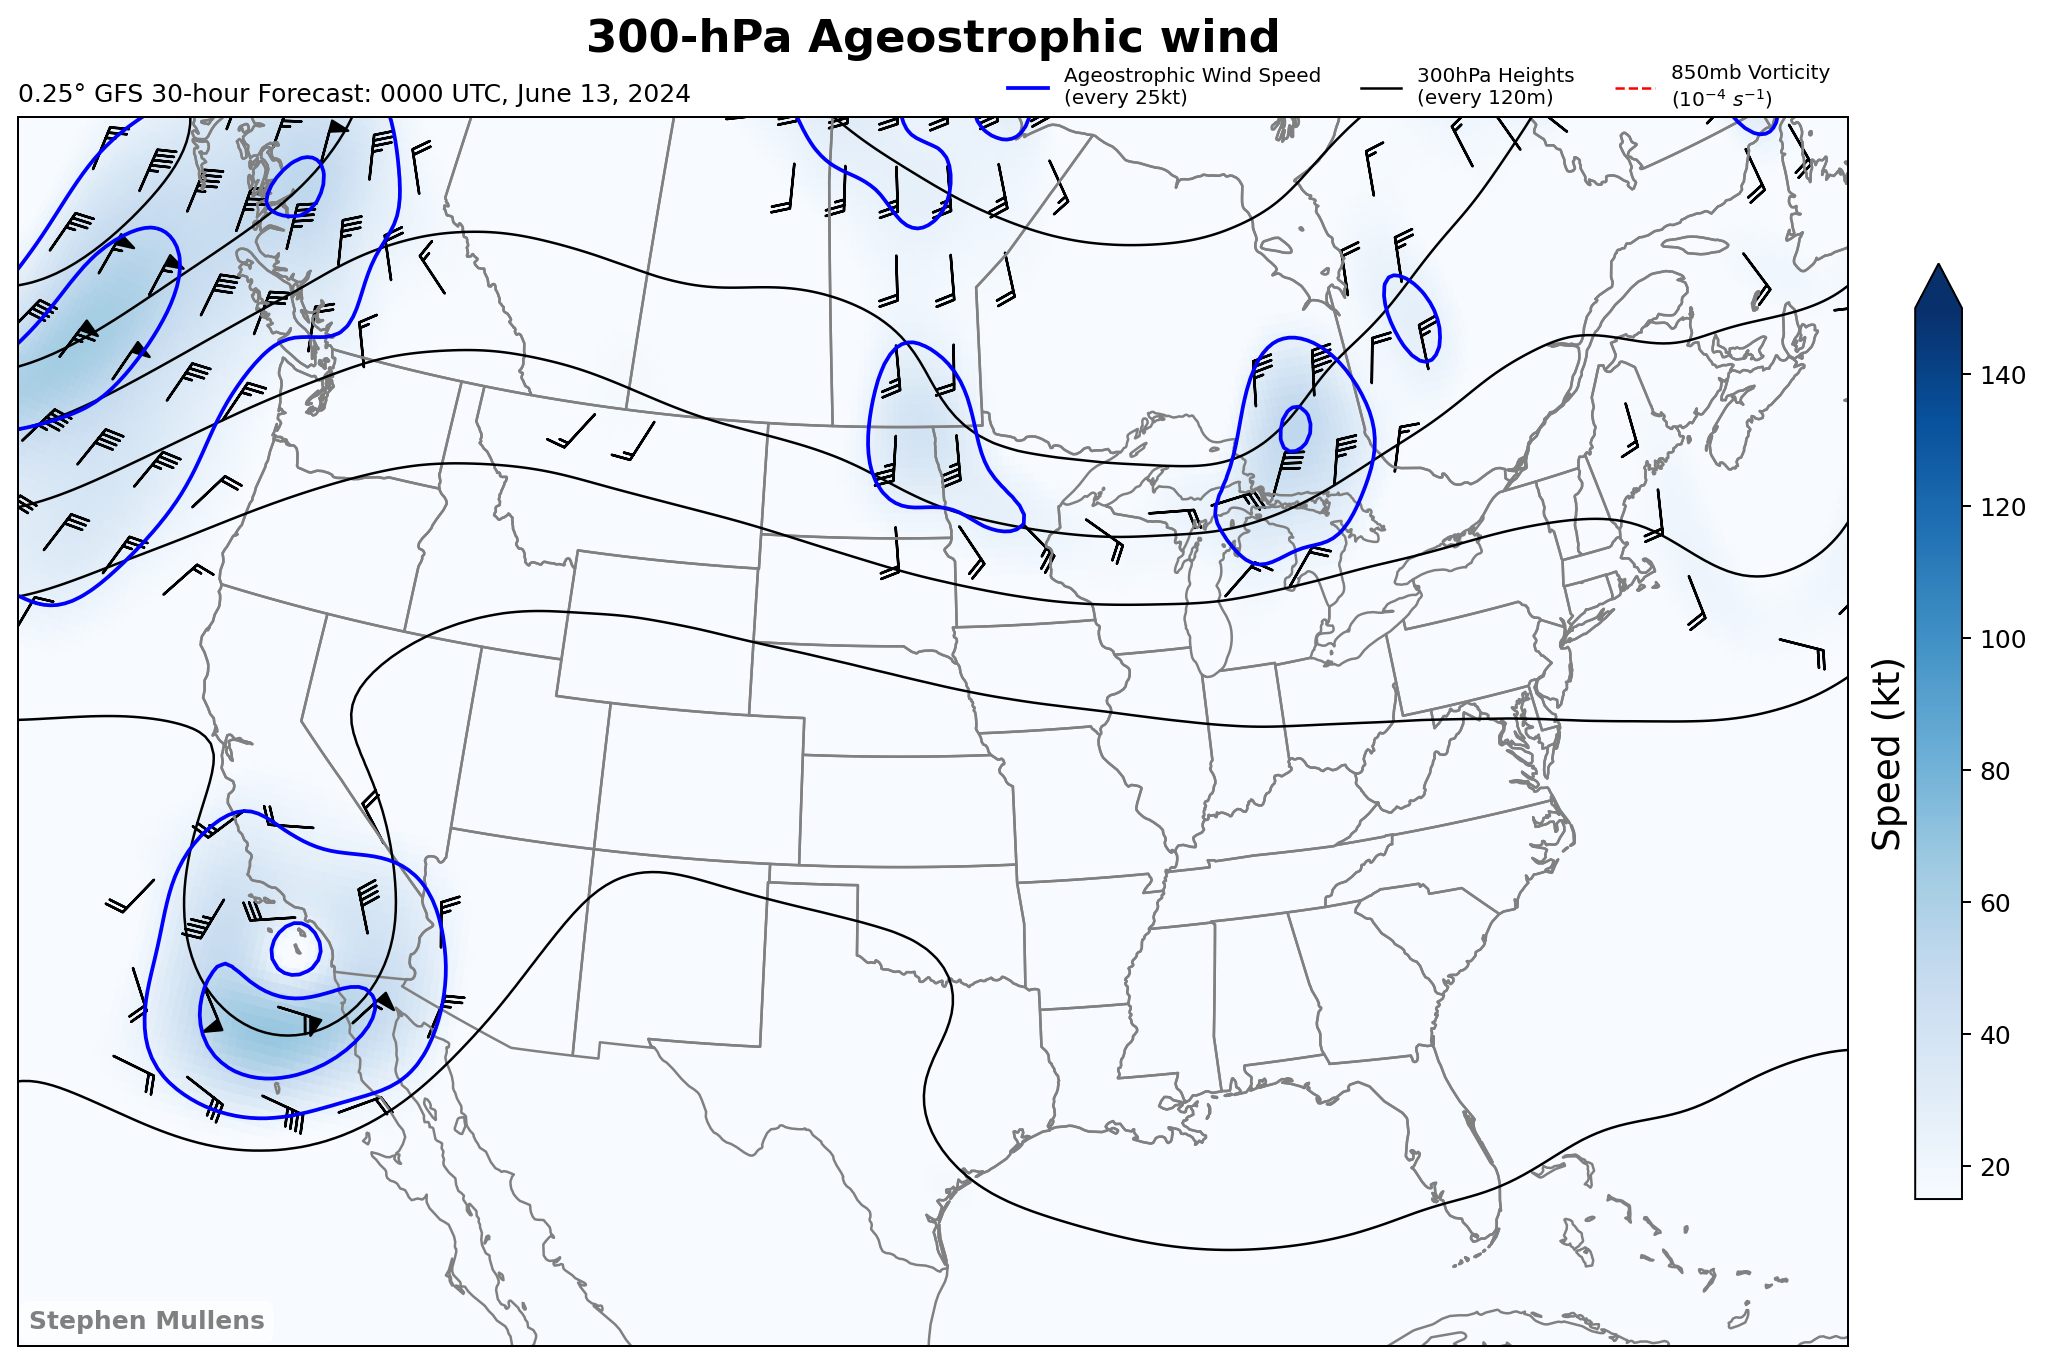 300-hPa Ageostrophic wind
0.25° GFS 30-hour Forecast: 0000 UTC, June 13, 2024
Ageostrophic Wind Speed
(every 25kt)
300hPa Heights
(every 120m)
850mb Vorticity
(10⁻⁴ s⁻¹)
140
120
100
80
60
40
20
Speed (kt)
Stephen Mullens